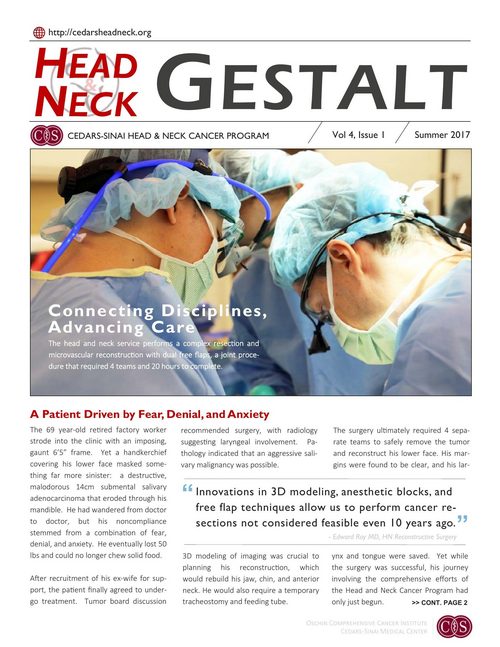 http://cedarsheadneck.org
HEAD
&
NECK
GESTALT
CEDARS-SINAI HEAD & NECK CANCER PROGRAM
Vol 4, Issue 1
Summer 2017
Connecting Disciplines,
Advancing Care
The head and neck service performs a complex resection and
microvascular reconstruction with dual free flaps, a joint proce-
dure that required 4 teams and 20 hours to complete.
A Patient Driven by Fear, Denial, and Anxiety
The 69 year-old retired factory worker
strode into the clinic with an imposing,
gaunt 6’5” frame. Yet a handkerchief
covering his lower face masked some-
thing far more sinister: a destructive,
malodorous 14cm submental salivary
adenocarcinoma that eroded through his
mandible. He had wandered from doctor
to doctor, but his noncompliance
stemmed from a combination of fear,
denial, and anxiety. He eventually lost 50
lbs and could no longer chew solid food.
After recruitment of his ex-wife for sup-
port, the patient finally agreed to under-
go treatment. Tumor board discussion
recommended surgery, with radiology
suggesting laryngeal involvement. Pa-
thology indicated that an aggressive sali-
vary malignancy was possible.
The surgery ultimately required 4 sepa-
rate teams to safely remove the tumor
and reconstruct his lower face. His mar-
gins were found to be clear, and his lar-
“ Innovations in 3D modeling, anesthetic blocks, and
free flap techniques allow us to perform cancer re-
sections not considered feasible even 10 years ago. ”
- Edward Ray MD, HN Reconstructive Surgery
3D modeling of imaging was crucial to
planning his reconstruction, which
would rebuild his jaw, chin, and anterior
neck. He would also require a temporary
tracheostomy and feeding tube.
ynx and tongue were saved. Yet while
the surgery was successful, his journey
involving the comprehensive efforts of
the Head and Neck Cancer Program had
only just begun.
>> CONT. PAGE 2
OSCHIN COMPREHENSIVE CANCER INSTITUTE
CEDARS-SINAI MEDICAL CENTER